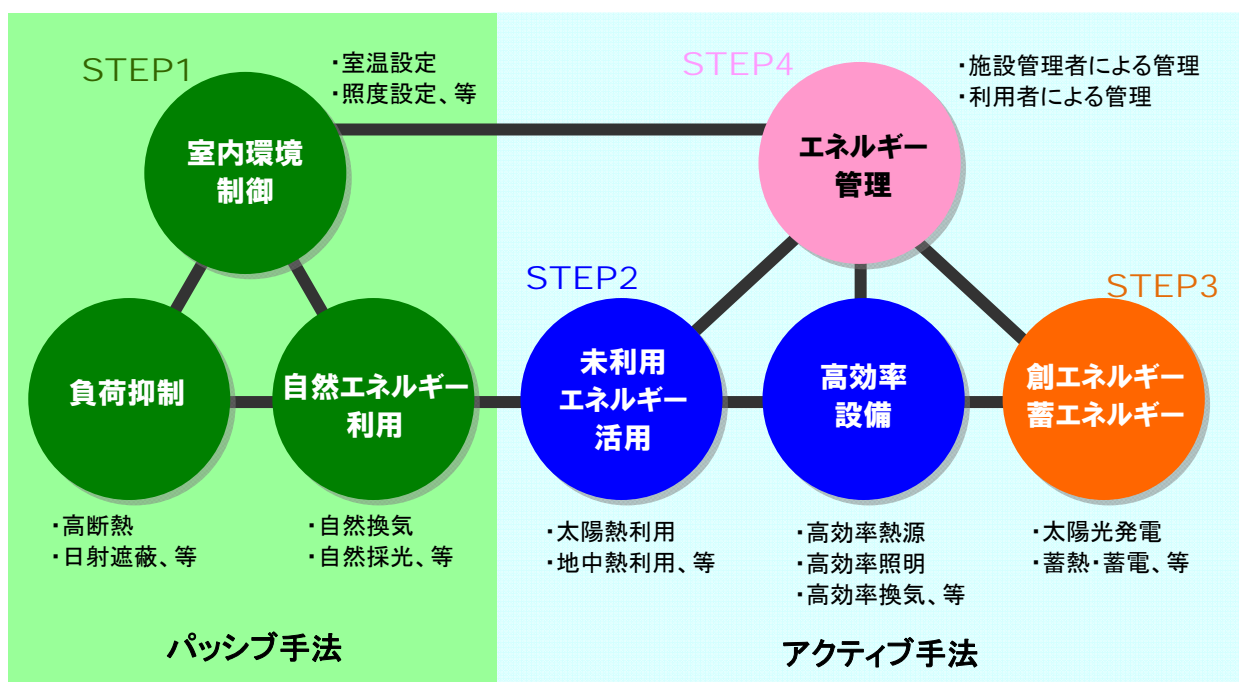 STEP1
・室温設定
・照度設定、等
室内環境
制御
負荷抑制
・高断熱
・日射遮蔽、等
自然エネルギー
利用
・自然換気
・自然採光、等
パッシブ手法
STEP4
・施設管理者による管理
・利用者による管理
エネルギー
管理
STEP2
未利用
エネルギー
活用
・太陽熱利用
・地中熱利用、等
高効率
設備
・高効率熱源
・高効率照明
・高効率換気、等
STEP3
創エネルギー
蓄エネルギー
・太陽光発電
・蓄熱・蓄電、等
アクティブ手法